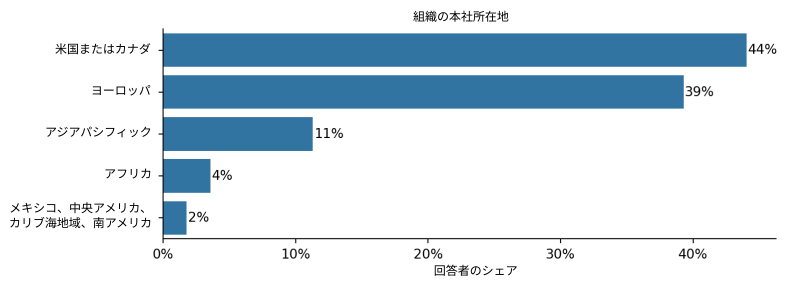 組織の本社所在地
米国またはカナダ
44%
ヨーロッパ
39%
アジアパシフィック
11%
アフリカ
4%
メキシコ、中央アメリカ、
カリブ海地域、南アメリカ
2%
0%
10%
20%
30%
40%
回答者のシェア